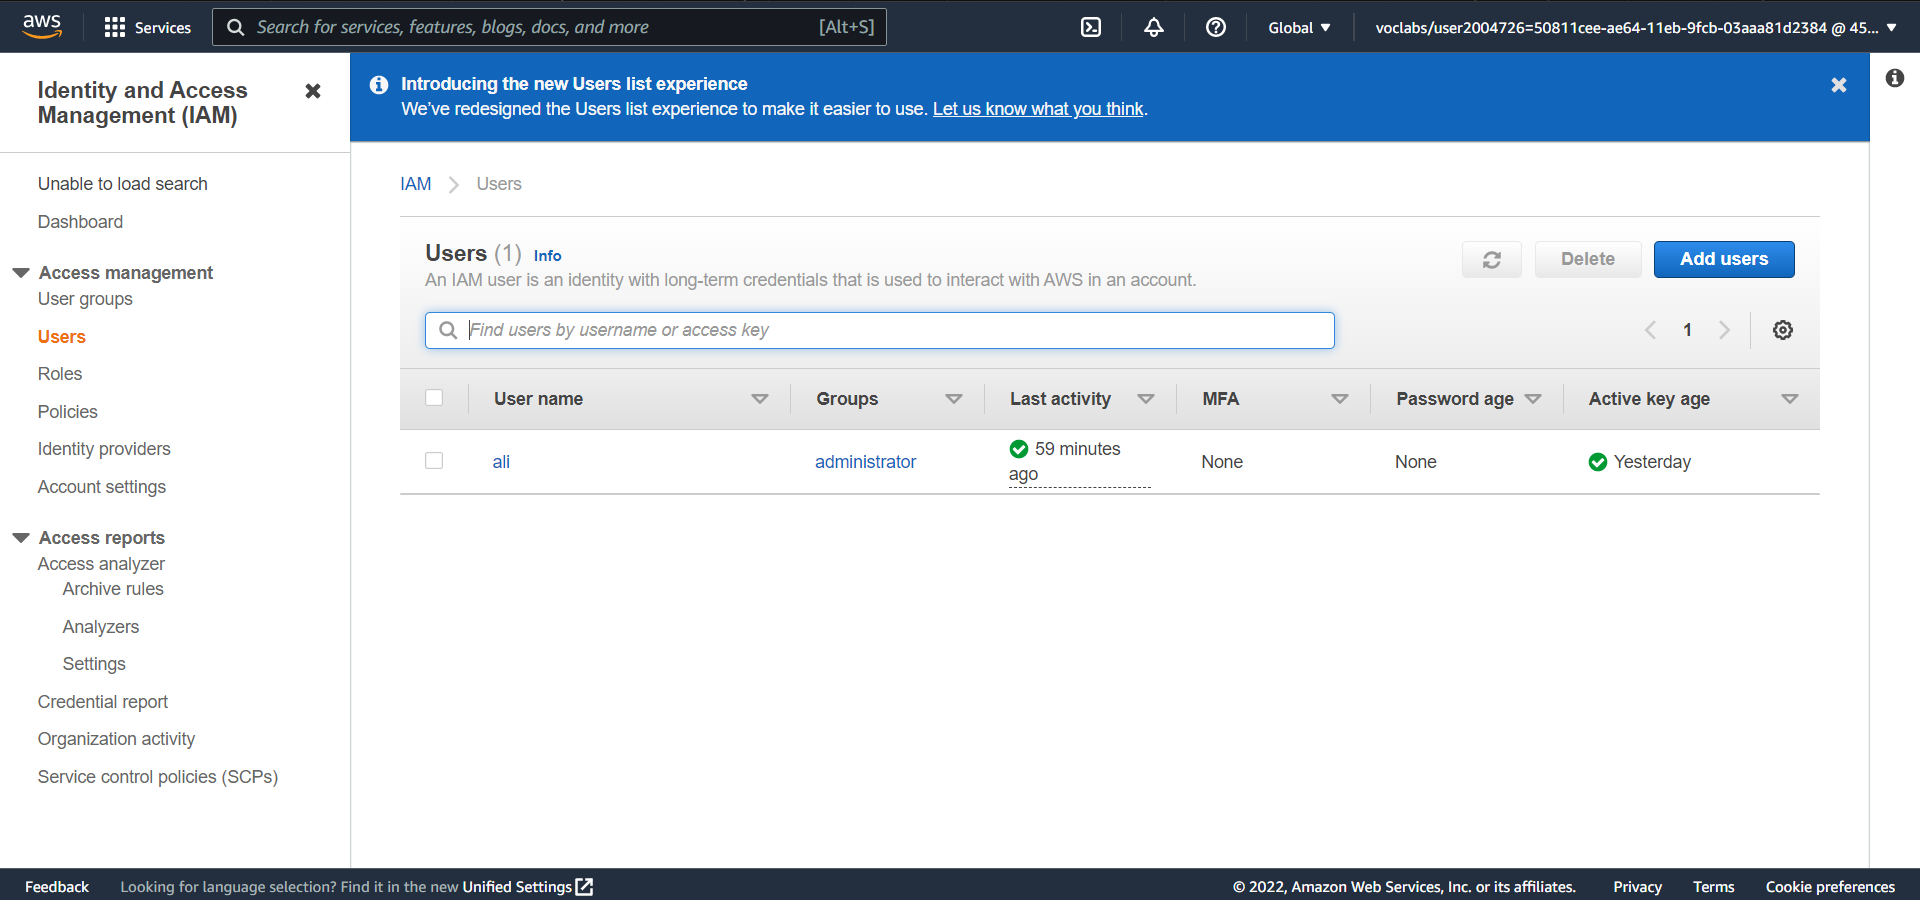 aws
Services
Search for services, features, blogs, docs, and more
[Alt+S]
Global
voclabs/user2004726=50811cee-ae64-11eb-9fcb-03aaa81d2384 @ 45...
Identity and Access
Management (IAM)
Unable to load search
Dashboard
Access management
User groups
Users
Roles
Policies
Identity providers
Account settings
Access reports
Access analyzer
Archive rules
Analyzers
Settings
Credential report
Organization activity
Service control policies (SCPs)
Introducing the new Users list experience
We've redesigned the Users list experience to make it easier to use. Let us know what you think.
IAM
Users
Users (1) Info
An IAM user is an identity with long-term credentials that is used to interact with AWS in an account.
Delete
Add users
Find users by username or access key
1
User name Groups Last activity MFA Password age Active key age
ali administrator 59 minutes ago None None Yesterday
Feedback
Looking for language selection? Find it in the new Unified Settings
© 2022, Amazon Web Services, Inc. or its affiliates.
Privacy
Terms
Cookie preferences